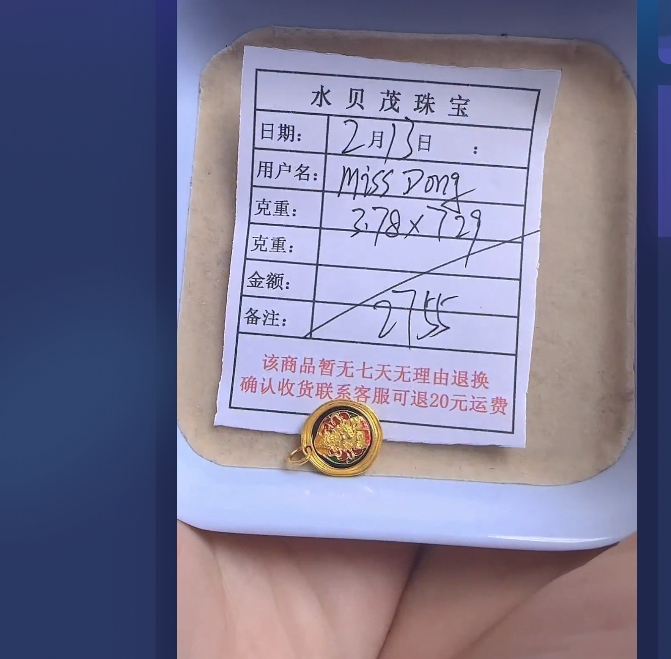 水贝茂珠宝
日期: 2月13日 :
用户名: Miss Dong
克重: 3.78×729
克重:
金额: 2755
备注:
该商品暂无七天无理由退换
确认收货联系客服可退20元运费